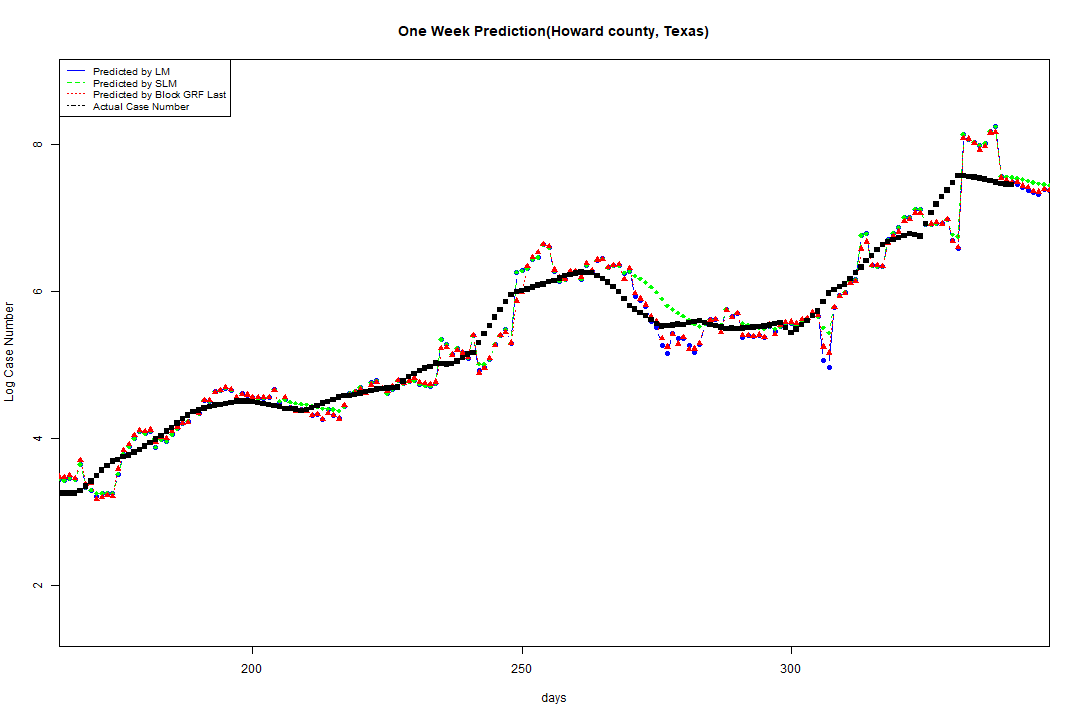 One Week Prediction(Howard county, Texas)
Predicted by LM
Predicted by SLM
Predicted by Block GRF Last
Actual Case Number
8
6
4
2
Log Case Number
200 250 300
days